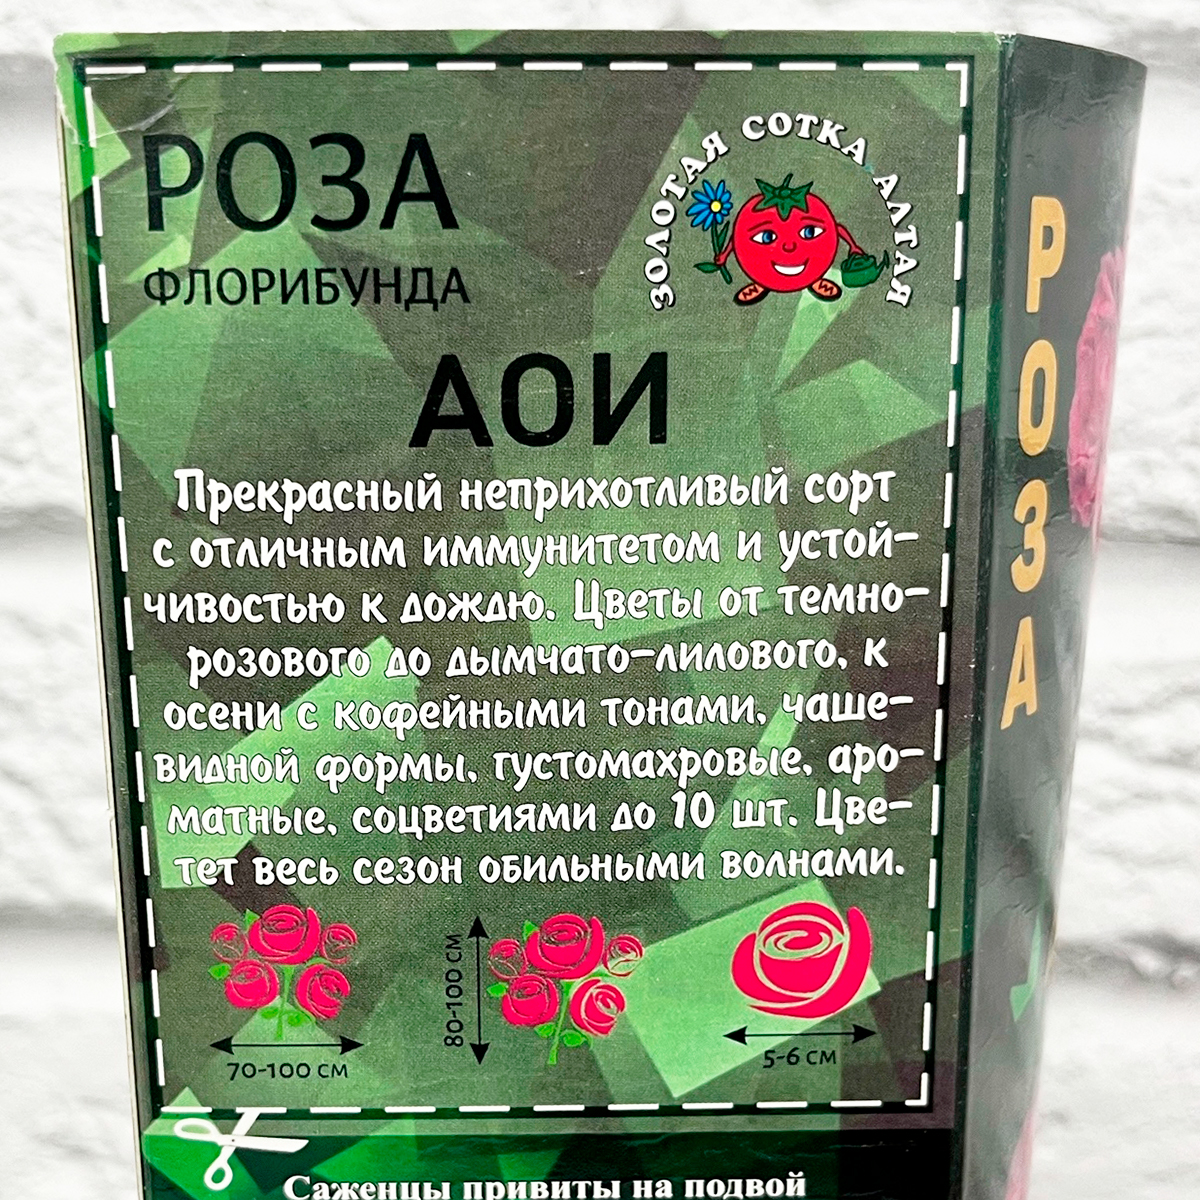 РОЗА
ФЛОРИБУНДА
ЗОЛОТАЯ СОТКА АЛТАЯ
АОИ
Прекрасный неприхотливый сорт
с отличным иммунитетом и устой-
чивостью к дождю. Цветы от темно-
розового до дымчато-лилового, к
осени с кофейными тонами, чаше-
видной формы, густомахровые, аро-
матные, соцветиями до 10 шт. Цве-
тет весь сезон обильными волнами.
70-100 см
80-100 см
5-6 см
Саженцы привиты на подвой
РОЗА